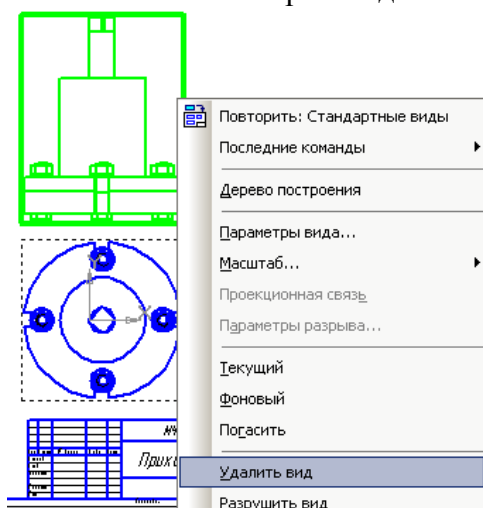 Повторить: Стандартные виды
Последние команды
Дерево построения
Параметры вида...
Масштаб...
Проекционная связь
Параметры разрыва...
Текущий
Фоновый
Погасить
Удалить вид
Разрушить вид